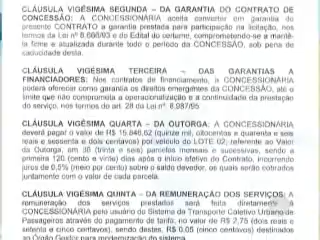 CLÁUSULA VIGÉSIMA SEGUNDA – DA GARANTIA DO CONTRATO DE
CONCESSÃO: A CONCESSIONÁRIA aceita converter em garantia do
presente CONTRATO a garantia prestada para participação na licitação, nos
termos da Lei nº 8.666/93 e do Edital do certame, comprometendo-se a mantê-la
firme e atualizada durante todo o período da CONCESSÃO, sob pena de
caducidade desta.
CLÁUSULA VIGÉSIMA TERCEIRA – DAS GARANTIAS A
FINANCIADORES: Nos contratos de financiamento, a CONCESSIONÁRIA
poderá oferecer como garantia os direitos emergentes da CONCESSÃO, até o
limite que não comprometa a operacionalização e a continuidade da prestação
do serviço, nos termos do art. 28 da Lei nº 8.987/95
CLÁUSULA VIGÉSIMA QUARTA – DA OUTORGA: A CONCESSIONÁRIA
deverá pagar o valor de R$ 15.846,62 (quinze mil, oitocentos e quarenta e seis
reais e sessenta e dois centavos) por veículo do LOTE 02, referente ao Valor
da Outorga, em 36 (trinta e seis) parcelas mensais e sucessivas, sendo a
primeira 120 (cento e vinte) dias após o início efetivo do Contrato, incorrendo
juros de 0,5% (meio por cento) sobre o saldo devedor, os quais serão cobrados
juntamente com o valor de cada parcela.
CLÁUSULA VIGÉSIMA QUINTA – DA REMUNERAÇÃO DOS SERVIÇOS: A
remuneração dos serviços prestados será feita diretamente à
CONCESSIONÁRIA pelo usuário do Sistema de Transporte Coletivo Urbano de
Passageiros através do pagamento de tarifa, no valor de R$ 2,75 (dois reais e
setenta e cinco centavos), sendo destes, R$ 0,05 (cinco centavos) destinados
ao Órgão Gestor para modernização do sistema.